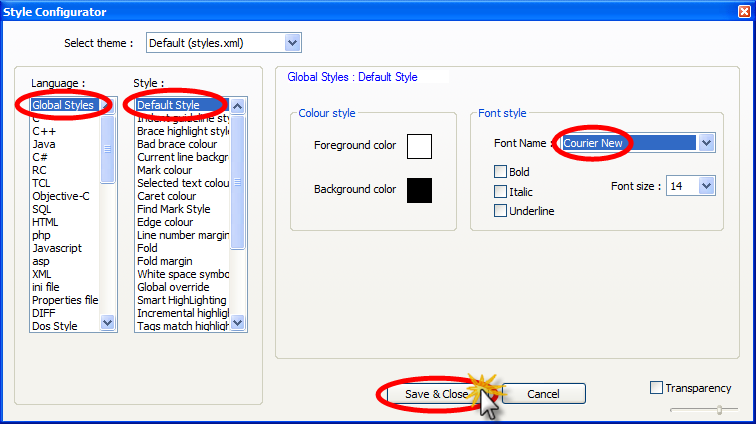 Style Configurator
Select theme : Default (styles.xml)
Language :
Global Styles
C
C++
Java
C#
RC
TCL
Objective-C
SQL
HTML
php
Javascript
asp
XML
ini file
Properties file
DIFF
Dos Style
Style :
Default Style
Indent guideline style
Brace highlight style
Bad brace colour
Current line backgro
Mark colour
Selected text colour
Caret colour
Find Mark Style
Edge colour
Line number margin
Fold
Fold margin
White space symbo
Global override
Smart HighLighting
Incremental highligh
Tags match highligh
Global Styles : Default Style
Colour style
Foreground color
Background color
Font style
Font Name : Courier New
Bold
Italic
Underline
Font size : 14
Save & Close
Cancel
Transparency